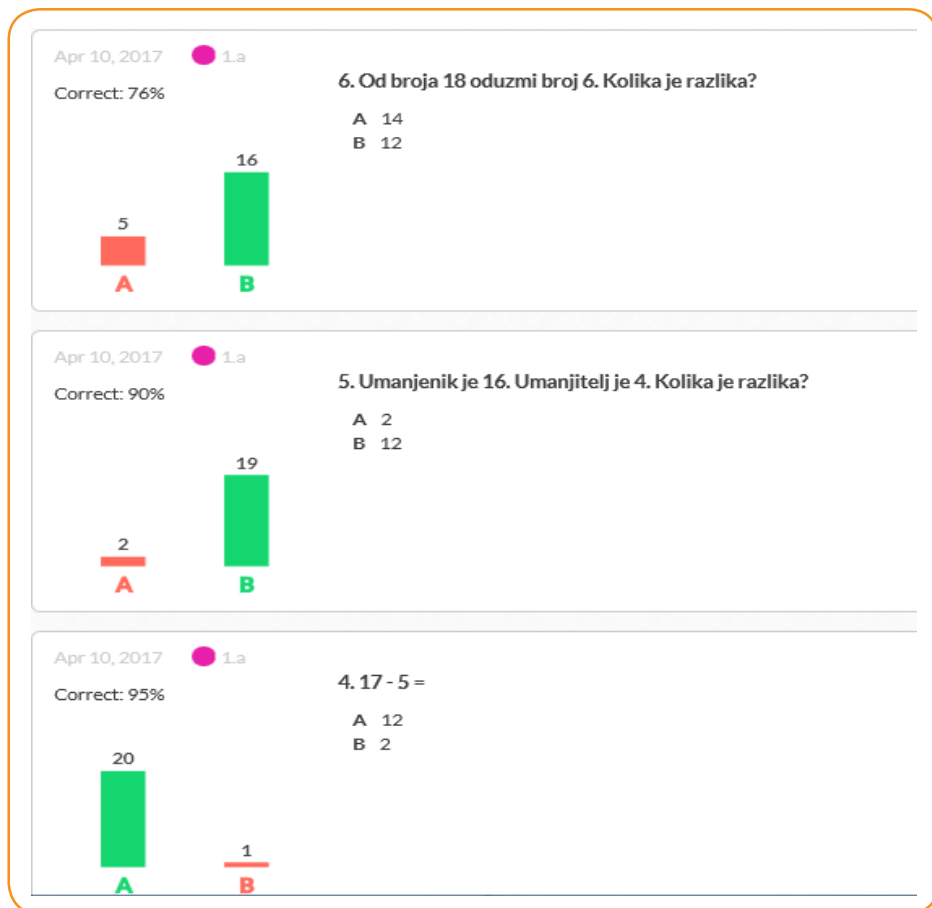 Apr 10, 2017 1.a
Correct: 76%
6. Od broja 18 oduzmi broj 6. Kolika je razlika?
A 14
B 12
16
5
A B
Apr 10, 2017 1.a
Correct: 90%
5. Umanjenik je 16. Umanjitelj je 4. Kolika je razlika?
A 2
B 12
19
2
A B
Apr 10, 2017 1.a
Correct: 95%
4. 17 - 5 =
A 12
B 2
20
1
A B